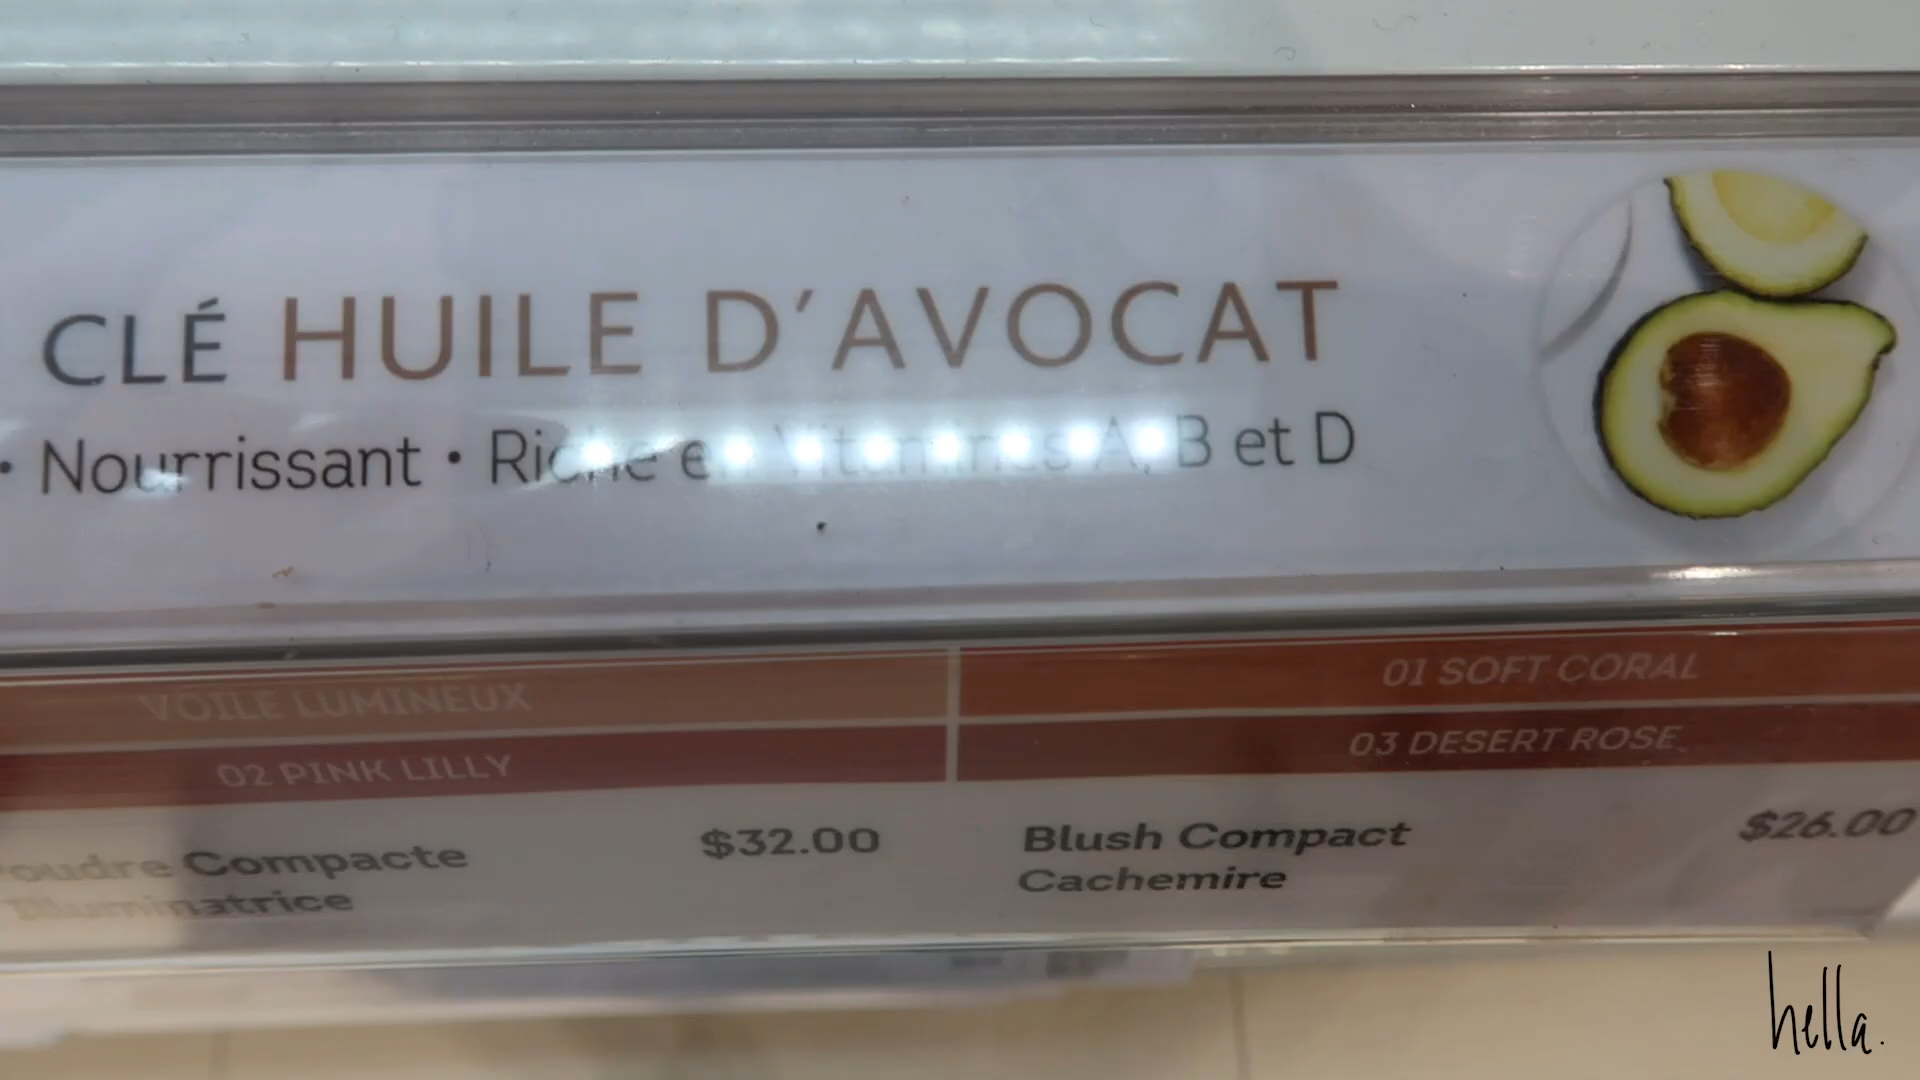 CLÉ HUILE D'AVOCAT
• Nourrissant • Riche en Vitamines A, B et D
VOILE LUMINEUX
01 SOFT CORAL
02 PINK LILLY
03 DESERT ROSE
Poudre Compacte
Illuminatrice
$32.00
Blush Compact
Cachemire
$26.00
hella.